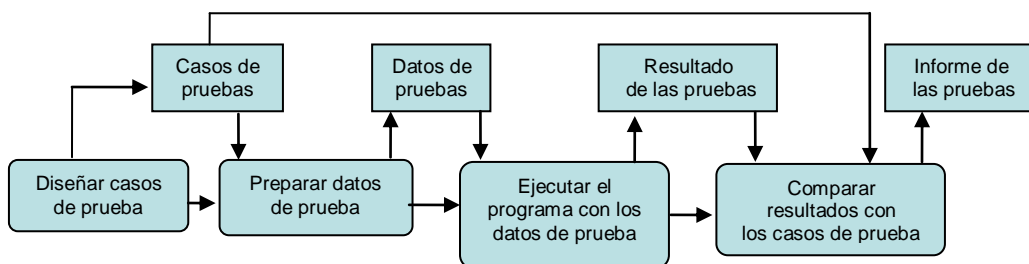 Casos de
pruebas
Datos de
pruebas
Resultado
de las pruebas
Informe de
las pruebas
Diseñar casos
de prueba
Preparar datos
de prueba
Ejecutar el
programa con los
datos de prueba
Comparar
resultados con
los casos de prueba